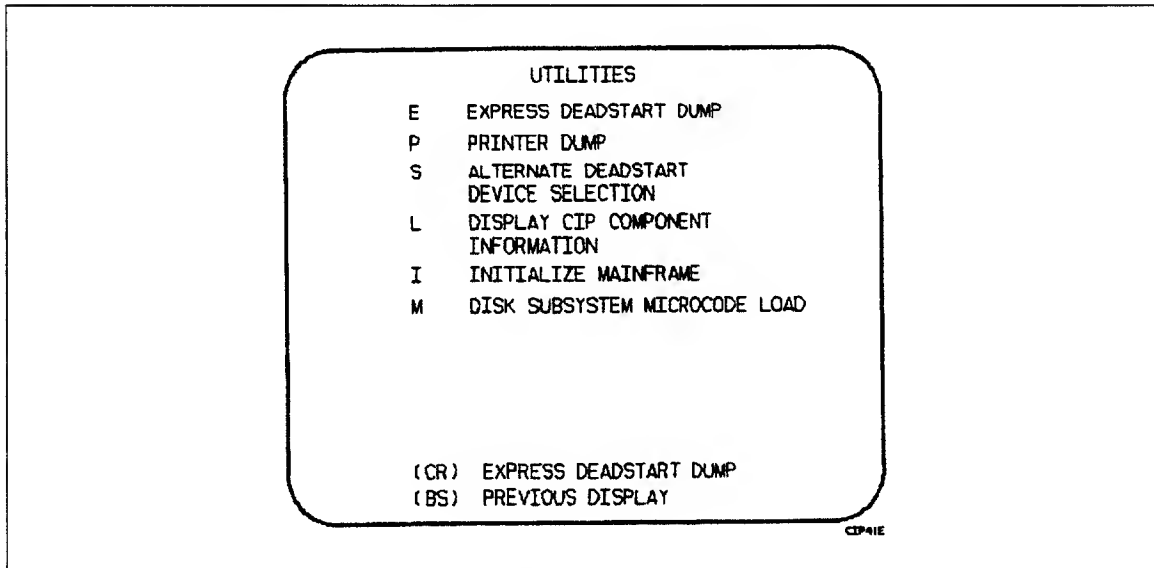 UTILITIES
E EXPRESS DEADSTART DUMP
P PRINTER DUMP
S ALTERNATE DEADSTART
DEVICE SELECTION
L DISPLAY CIP COMPONENT
INFORMATION
I INITIALIZE MAINFRAME
M DISK SUBSYSTEM MICROCODE LOAD
(CR) EXPRESS DEADSTART DUMP
(BS) PREVIOUS DISPLAY
CIP41E